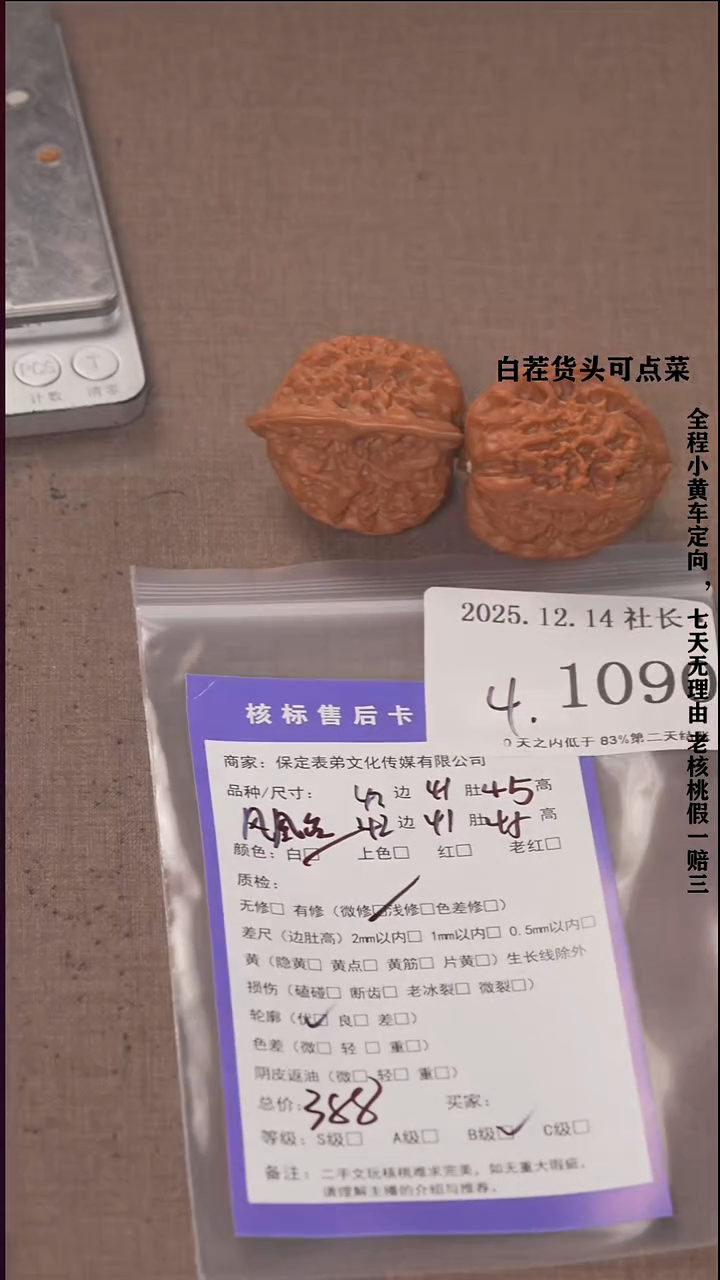 PCS T
计数 清零
白茬货头可点菜
全程小黄车定向，七天无理由 老核桃假一赔三
2025.12.14 社长
4. 1090
天之内低于 83%第二天
核标售后卡
商家：保定表弟文化传媒有限公司
品种/尺寸： 42 边 41 肚 45 高
42 边 41 肚 45 高
颜色：白☑ 上色□ 红□ 老红□
质检：
无修□ 有修（微修☑浅修□色差修□）
差尺（边肚高）2mm以内□ 1mm以内□ 0.5mm以内□
黄（隐黄□ 黄点□ 黄筋□ 片黄□）生长线除外
损伤（磕碰□ 断齿□ 老冰裂□ 微裂□）
轮廓（优☑ 良□ 差□）
色差（微□ 轻□ 重□）
阴皮返油（微□ 轻□ 重□）
总价：388 买家：
等级：S级□ A级□ B级☑ C级□
备注：二手文玩核桃难求完美，如无重大瑕疵，
请理解主播的介绍与推荐。